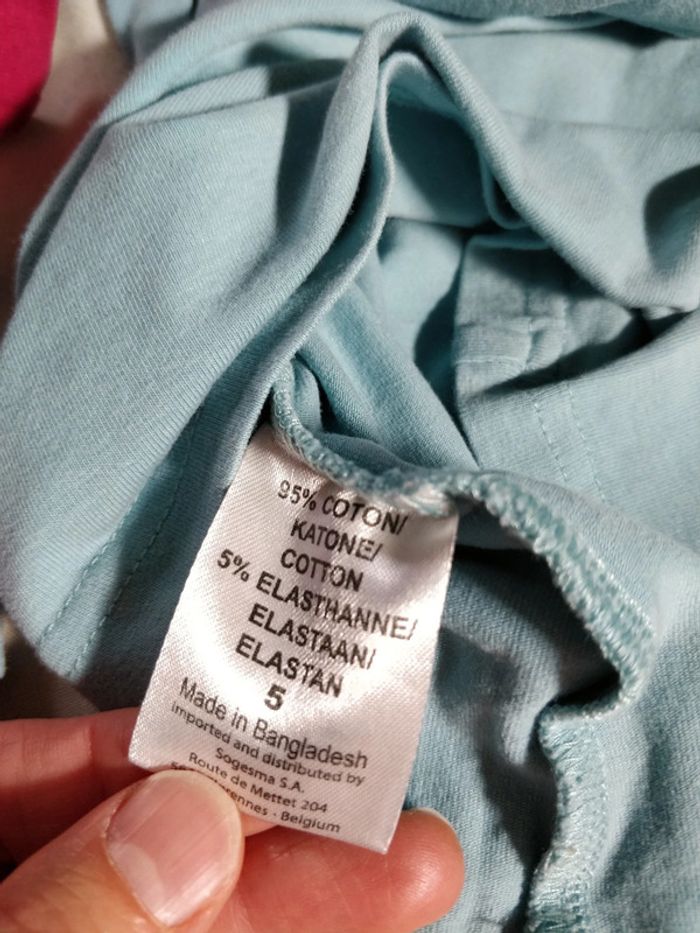 95% COTON/
KATONE/
COTTON
5% ELASTHANNE/
ELASTAAN/
ELASTAN
5
Made in Bangladesh
imported and distributed by
Sogesma S.A.
Route de Mettet 204
- Belgium